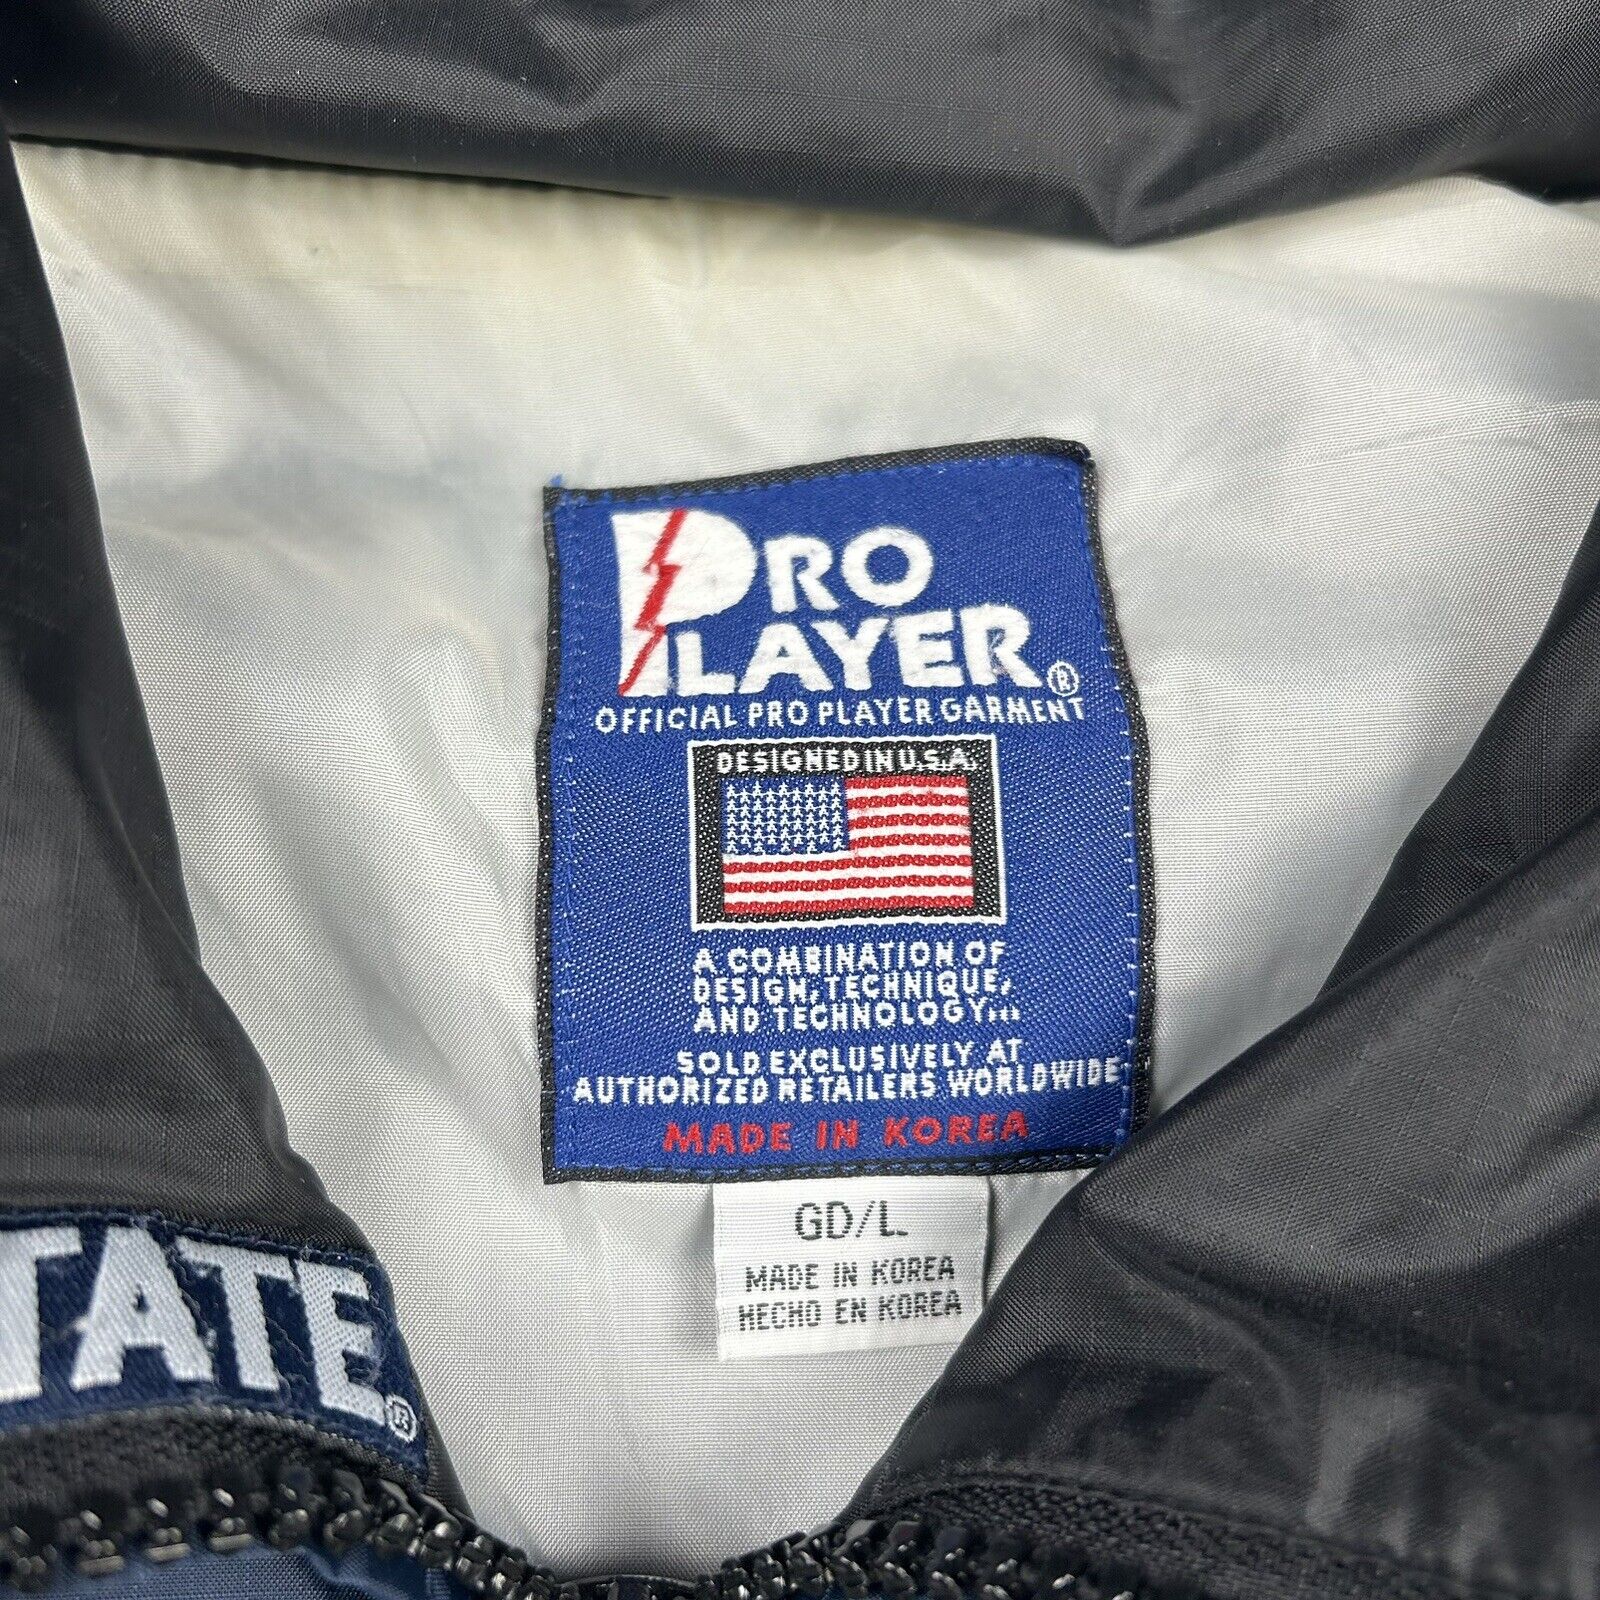 PRO
PLAYER®
OFFICIAL PRO PLAYER GARMENT
DESIGNED IN U.S.A.
A COMBINATION OF
DESIGN, TECHNIQUE,
AND TECHNOLOGY...
SOLD EXCLUSIVELY AT
AUTHORIZED RETAILERS WORLDWIDE
MADE IN KOREA
GD/L
MADE IN KOREA
HECHO EN KOREA
TATE®